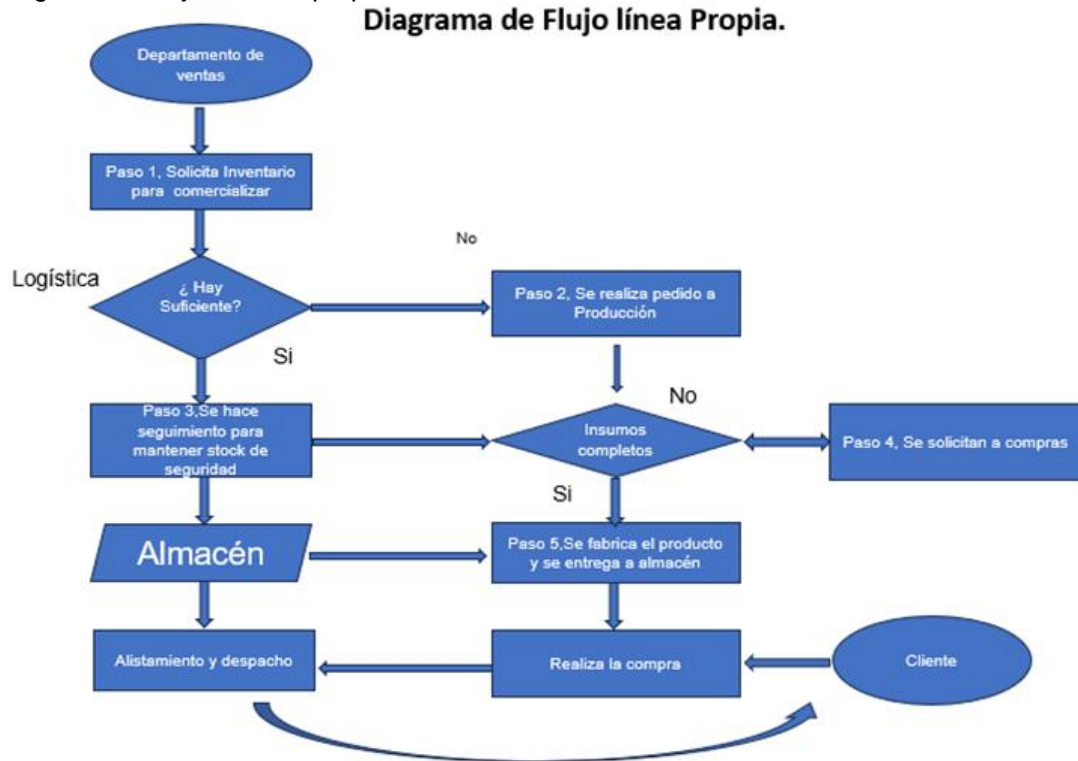 Diagrama de Flujo línea Propia.
Departamento de
ventas
Paso 1, Solicita Inventario
para comercializar
No
Logística
¿ Hay
Suficiente?
Paso 2, Se realiza pedido a
Producción
Si
No
Paso 3,Se hace
seguimiento para
mantener stock de
seguridad
Insumos
completos
Paso 4, Se solicitan a compras
Si
Almacén
Paso 5,Se fabrica el producto
y se entrega a almacén
Alistamiento y despacho
Realiza la compra
Cliente